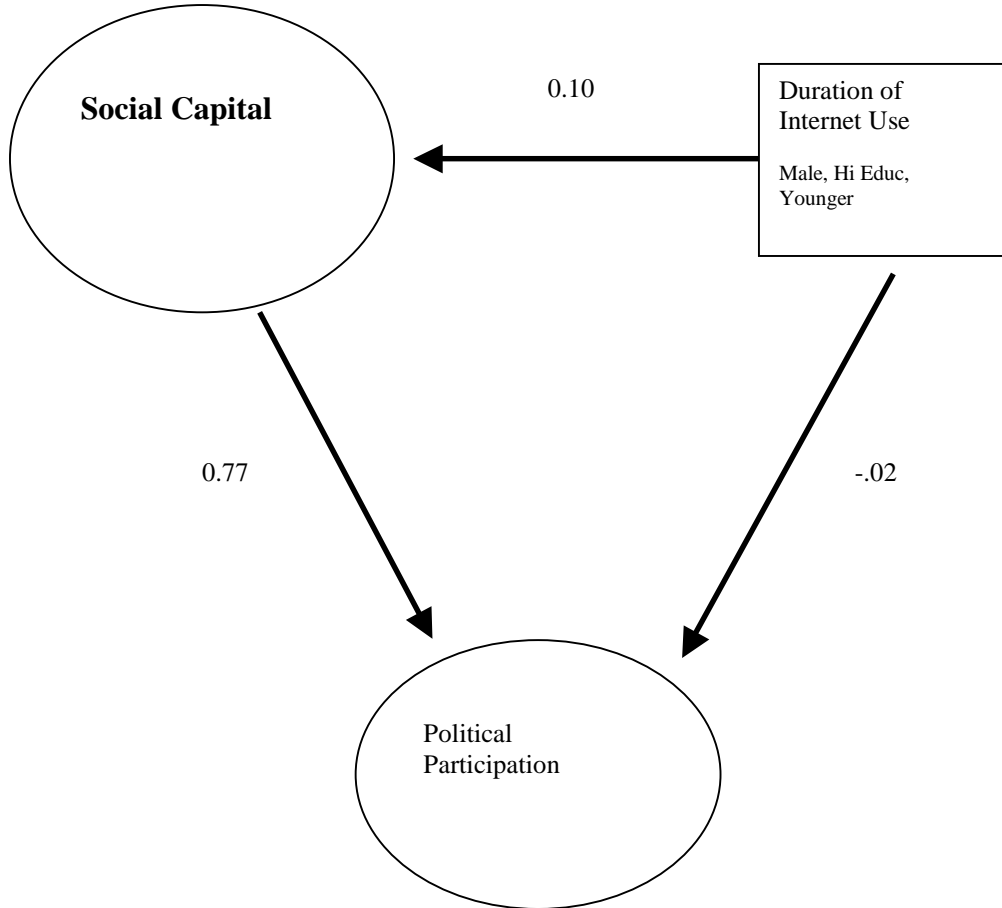 Social Capital
0.10
Duration of
Internet Use
Male, Hi Educ,
Younger
0.77
-.02
Political
Participation